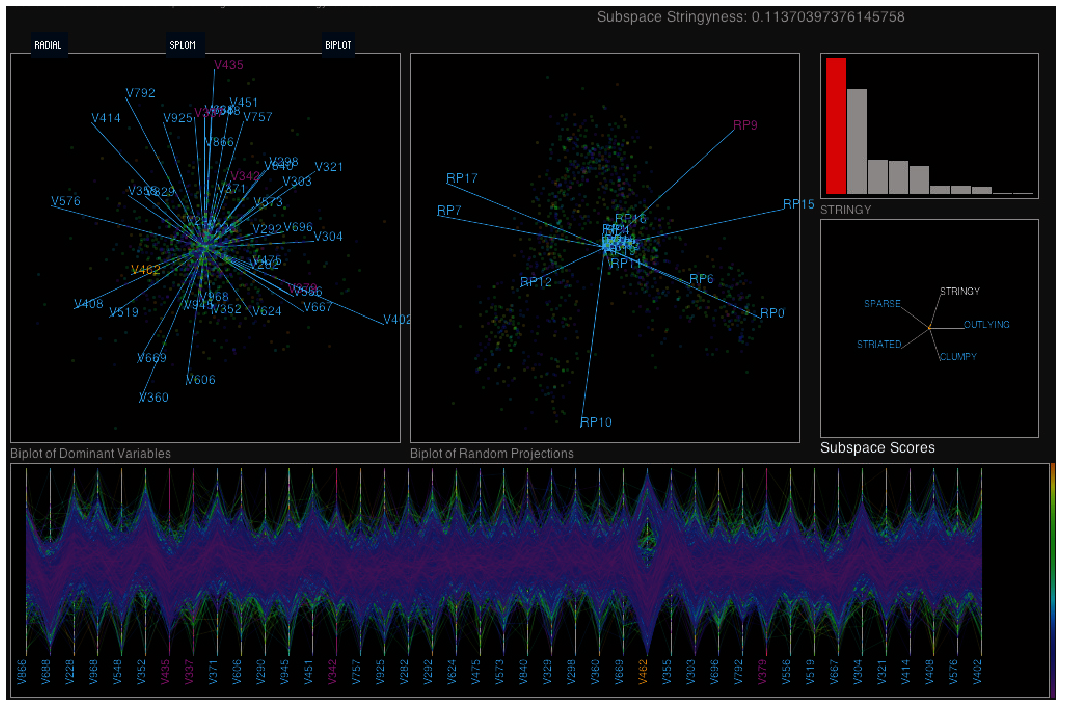 Subspace Stringyness: 0.11370397376145758
RADIAL
SPLOM
BIPLOT
V435
V792
V451
V414
V925
V757
V866
V298
V321
V342
V371
V303
V329
V576
V573
V292
V696
V304
V462
V475
V282
V968
V556
V408
V519
V945
V352
V624
V667
V402
V669
V606
V360
RP9
RP17
RP15
RP7
RP16
RP12
RP11
RP6
RP0
RP10
STRINGY
STRINGY
SPARSE
OUTLYING
STRIATED
CLUMPY
Subspace Scores
Biplot of Dominant Variables
Biplot of Random Projections
V866
V688
V228
V968
V548
V352
V435
V337
V371
V606
V290
V945
V451
V342
V757
V925
V282
V292
V624
V475
V573
V840
V329
V298
V360
V669
V462
V355
V303
V696
V792
V379
V556
V519
V667
V304
V321
V414
V408
V576
V402